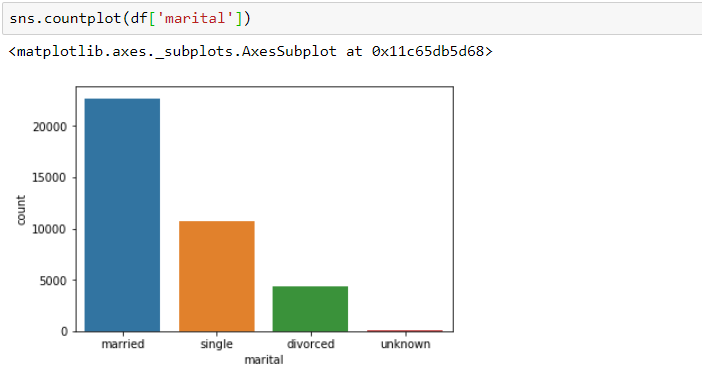 sns.countplot(df['marital'])
<matplotlib.axes._subplots.AxesSubplot at 0x11c65db5d68>
20000
15000
10000
5000
0
count
married single divorced unknown
marital